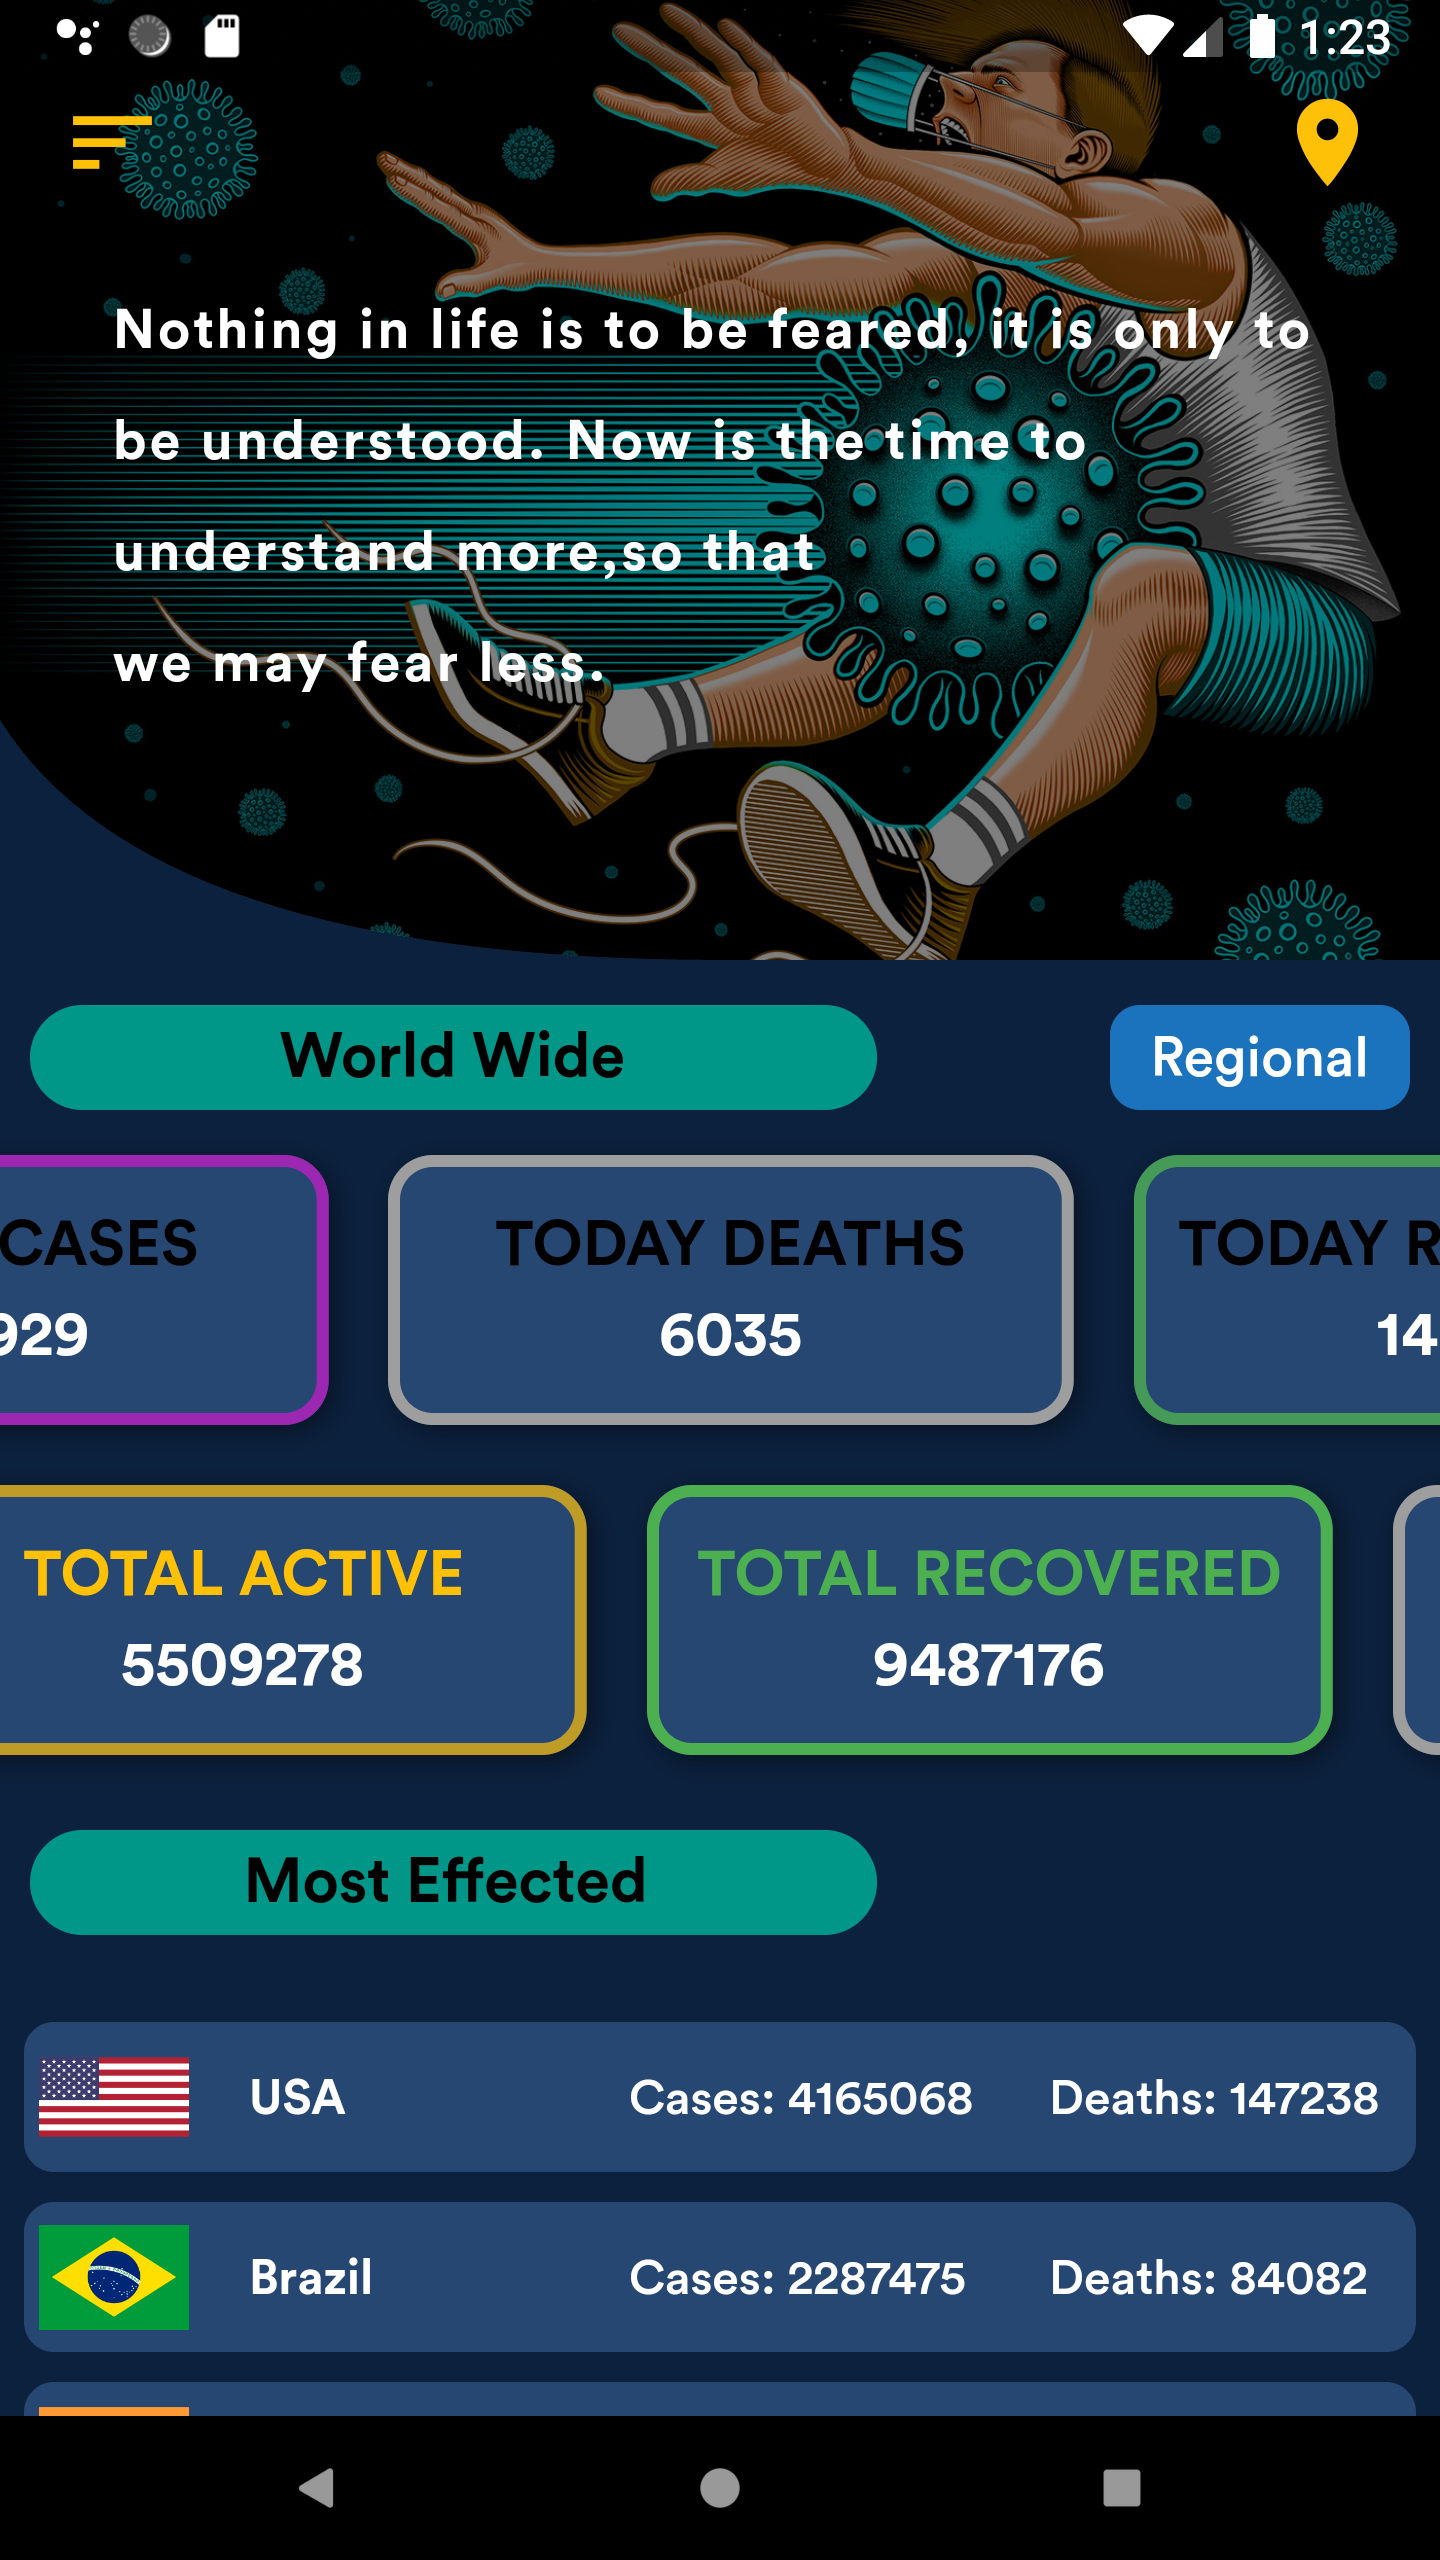 1:23
Nothing in life is to be feared, it is only to
be understood. Now is the time to
understand more,so that
we may fear less.
World Wide
Regional
CASES
TODAY DEATHS
TODAY R
929
6035
14
TOTAL ACTIVE
TOTAL RECOVERED
5509278
9487176
Most Effected
USA Cases: 4165068 Deaths: 147238
Brazil Cases: 2287475 Deaths: 84082